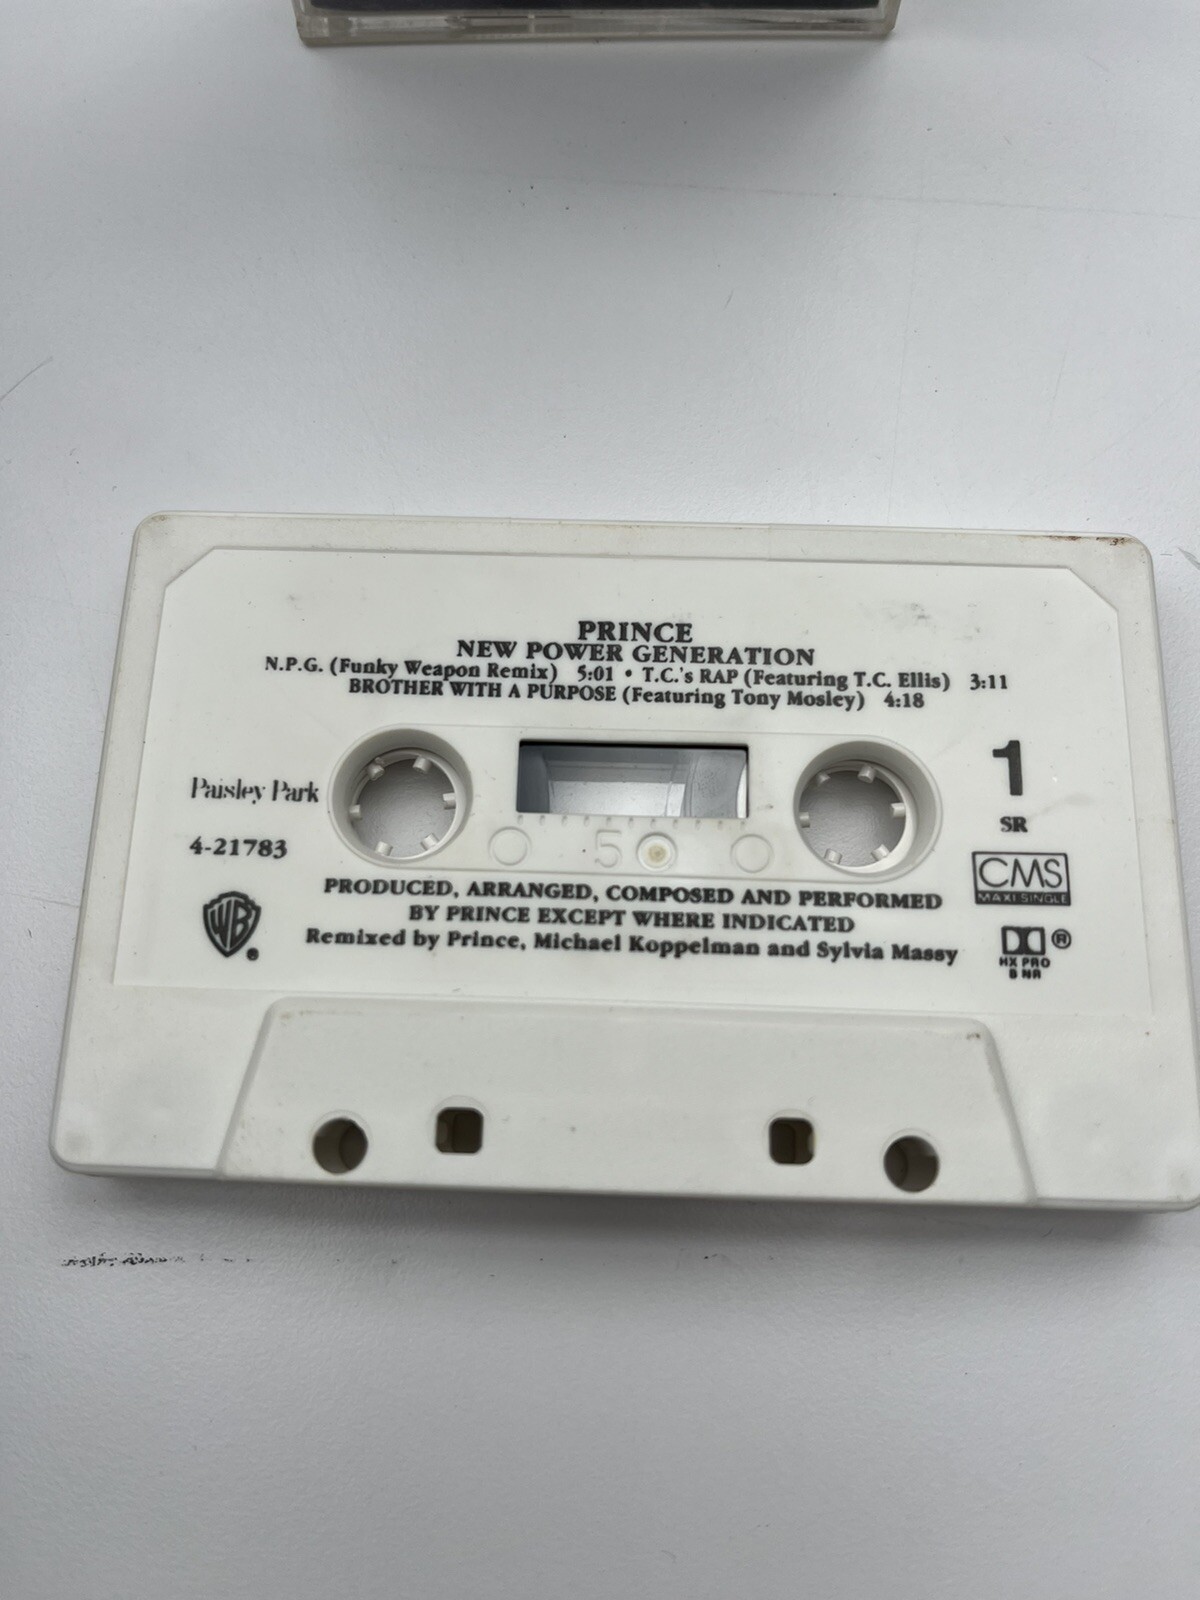 PRINCE
NEW POWER GENERATION
N.P.G. (Funky Weapon Remix) 5:01 • T.C.'s RAP (Featuring T.C. Ellis) 3:11
BROTHER WITH A PURPOSE (Featuring Tony Mosley) 4:18
Paisley Park
4-21783
WB
®
5
1
SR
CMS
MAXI-SINGLE
®
HX PRO
B NR
PRODUCED, ARRANGED, COMPOSED AND PERFORMED
BY PRINCE EXCEPT WHERE INDICATED
Remixed by Prince, Michael Koppelman and Sylvia Massy